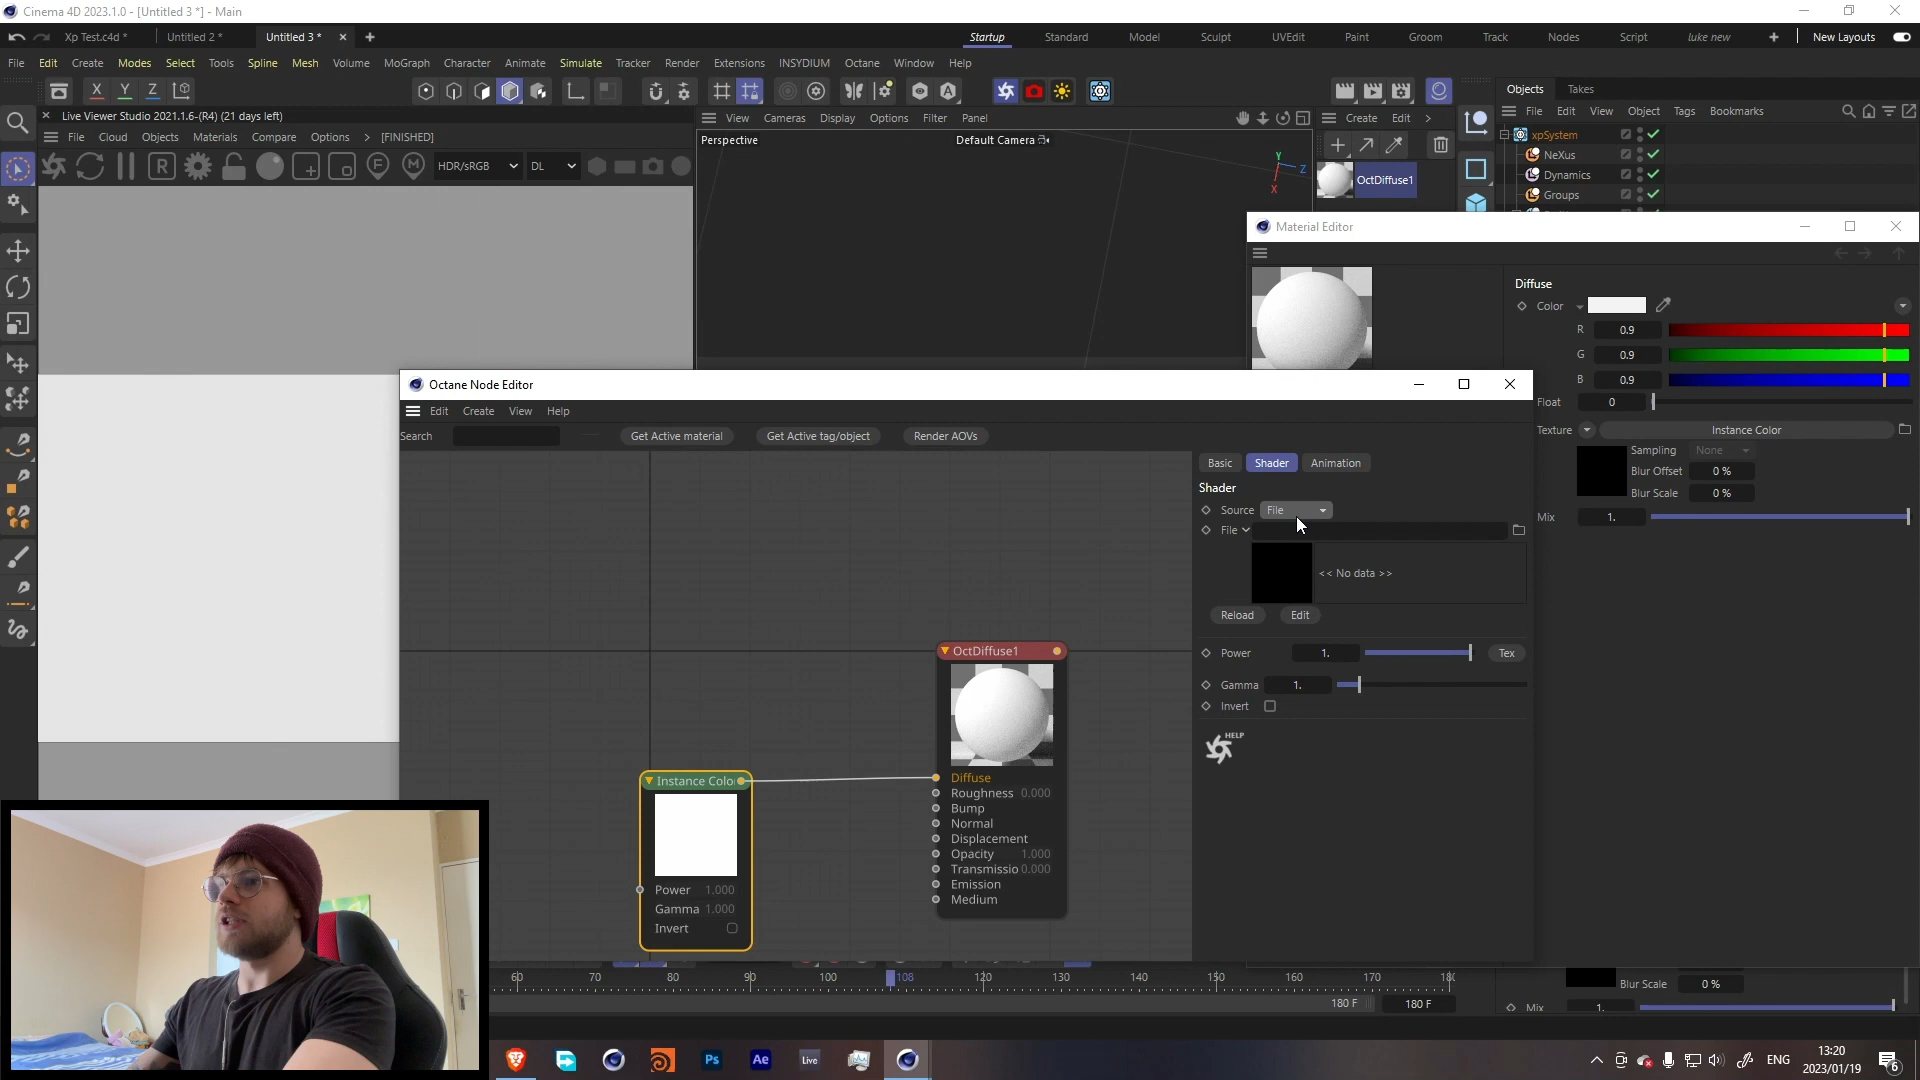 Cinema 4D 2023.1.0 - [Untitled 3 *] - Main
Xp Test.c4d *
Untitled 2 *
Untitled 3 *
Startup
Standard
Model
Sculpt
UVEdit
Paint
Groom
Track
Nodes
Script
luke new
New Layouts
File Edit Create Modes Select Tools Spline Mesh Volume MoGraph Character Animate Simulate Tracker Render Extensions INSYDIUM Octane Window Help
X Y Z
Objects Takes
File Edit View Object Tags Bookmarks
Live Viewer Studio 2021.1.6-(R4) (21 days left)
File Cloud Objects Materials Compare Options > [FINISHED]
R F M HDR/sRGB DL
View Cameras Display Options Filter Panel
Perspective
Default Camera
Y
Z
X
Create Edit >
OctDiffuse1
xpSystem
NeXus
Dynamics
Groups
Material Editor
Diffuse
Color
R 0.9
G 0.9
B 0.9
Float 0
Texture Instance Color
Sampling None
Blur Offset 0 %
Blur Scale 0 %
Mix 1.
Octane Node Editor
Edit Create View Help
Search
Get Active material
Get Active tag/object
Render AOVs
Basic Shader Animation
Shader
Source File
File
<< No data >>
Reload Edit
Power 1. Tex
Gamma 1.
Invert
HELP
OctDiffuse1
Diffuse
Roughness 0.000
Bump
Normal
Displacement
Opacity 1.000
Transmissio 0.000
Emission
Medium
Instance Colo
Power 1.000
Gamma 1.000
Invert
60 70 80 90 100 108 120 130 140 150 160 170 18
180 F 180 F
Blur Scale 0 %
Mix 1.
Ps Ae Live
ENG
13:20
2023/01/19
6